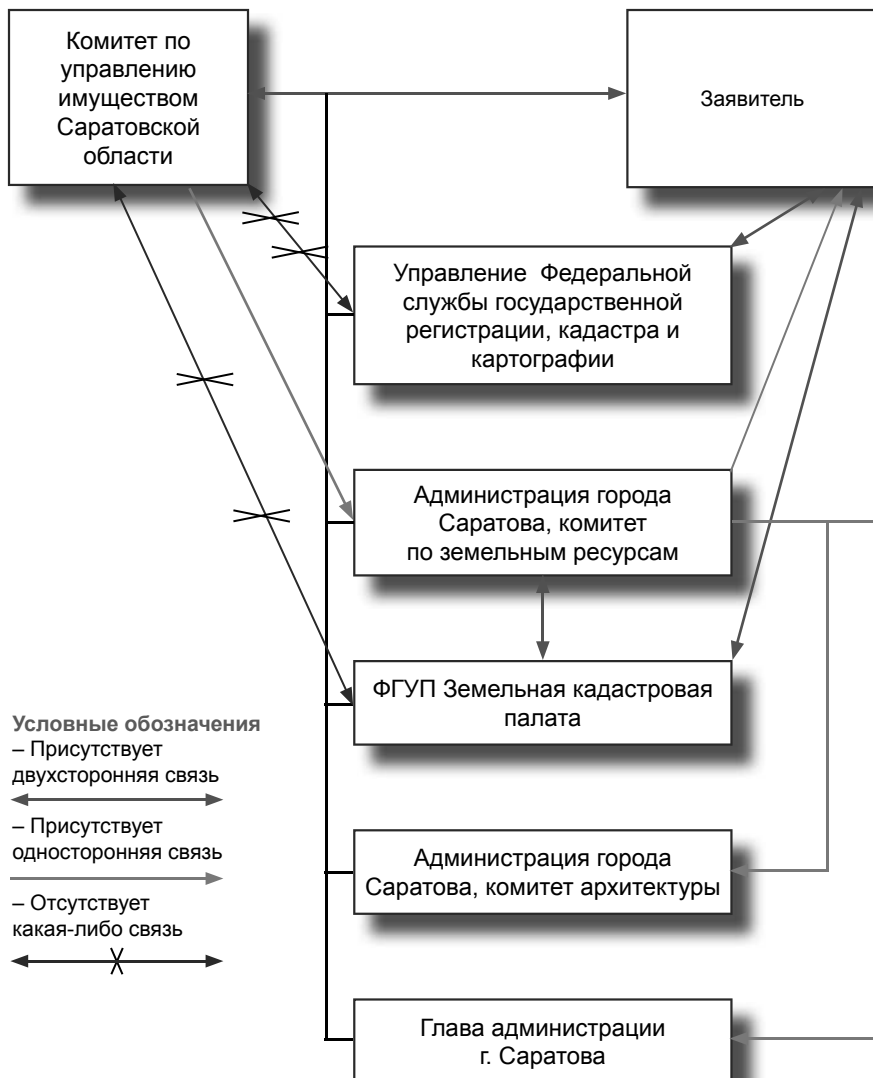 Комитет по
управлению
имуществом
Саратовской
области
Заявитель
Управление Федеральной
службы государственной
регистрации, кадастра и
картографии
Администрация города
Саратова, комитет
по земельным ресурсам
ФГУП Земельная кадастровая
палата
Условные обозначения
– Присутствует
двухсторонняя связь
– Присутствует
односторонняя связь
– Отсутствует
какая-либо связь
Администрация города
Саратова, комитет архитектуры
Глава администрации
г. Саратова